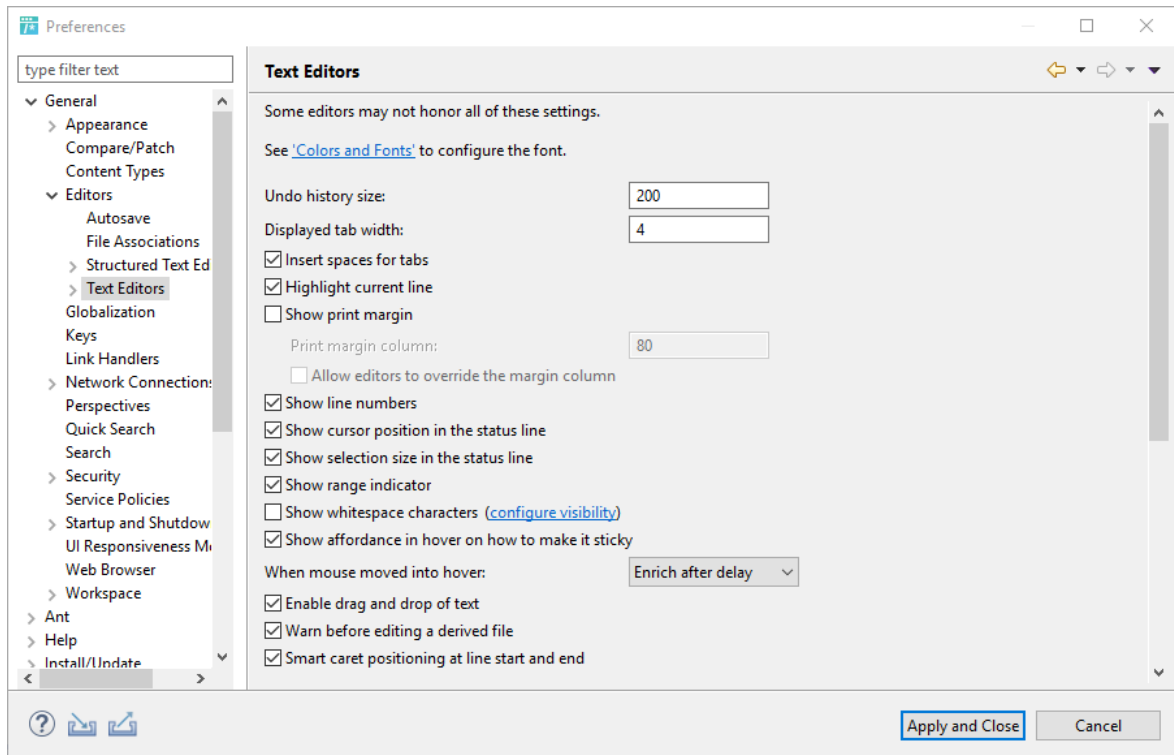 Preferences
type filter text
General
Appearance
Compare/Patch
Content Types
Editors
Autosave
File Associations
Structured Text Ed
Text Editors
Globalization
Keys
Link Handlers
Network Connections
Perspectives
Quick Search
Search
Security
Service Policies
Startup and Shutdow
UI Responsiveness Mo
Web Browser
Workspace
Ant
Help
Install/Update
Text Editors
Some editors may not honor all of these settings.
See 'Colors and Fonts' to configure the font.
Undo history size: 200
Displayed tab width: 4
Insert spaces for tabs
Highlight current line
Show print margin
Print margin column: 80
Allow editors to override the margin column
Show line numbers
Show cursor position in the status line
Show selection size in the status line
Show range indicator
Show whitespace characters (configure visibility)
Show affordance in hover on how to make it sticky
When mouse moved into hover: Enrich after delay
Enable drag and drop of text
Warn before editing a derived file
Smart caret positioning at line start and end
Apply and Close Cancel